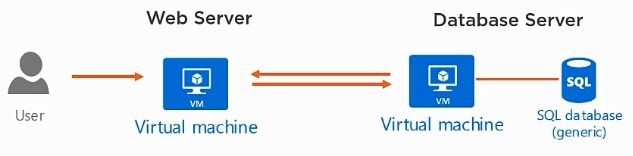 Web Server
Database Server
VM
VM
SQL
User
Virtual machine
Virtual machine
SQL database
(generic)